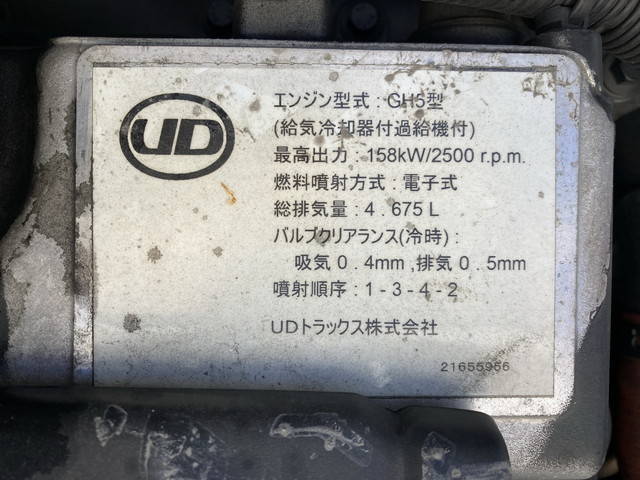 UD
エンジン型式 : GH5型
(給気冷却器付過給機付)
最高出力 : 158kW/2500 r.p.m.
燃料噴射方式 : 電子式
総排気量 : 4 . 675 L
バルブクリアランス(冷時) :
吸気 0 . 4mm ,排気 0 . 5mm
噴射順序 : 1 - 3 - 4 - 2
UDトラックス株式会社
21655956